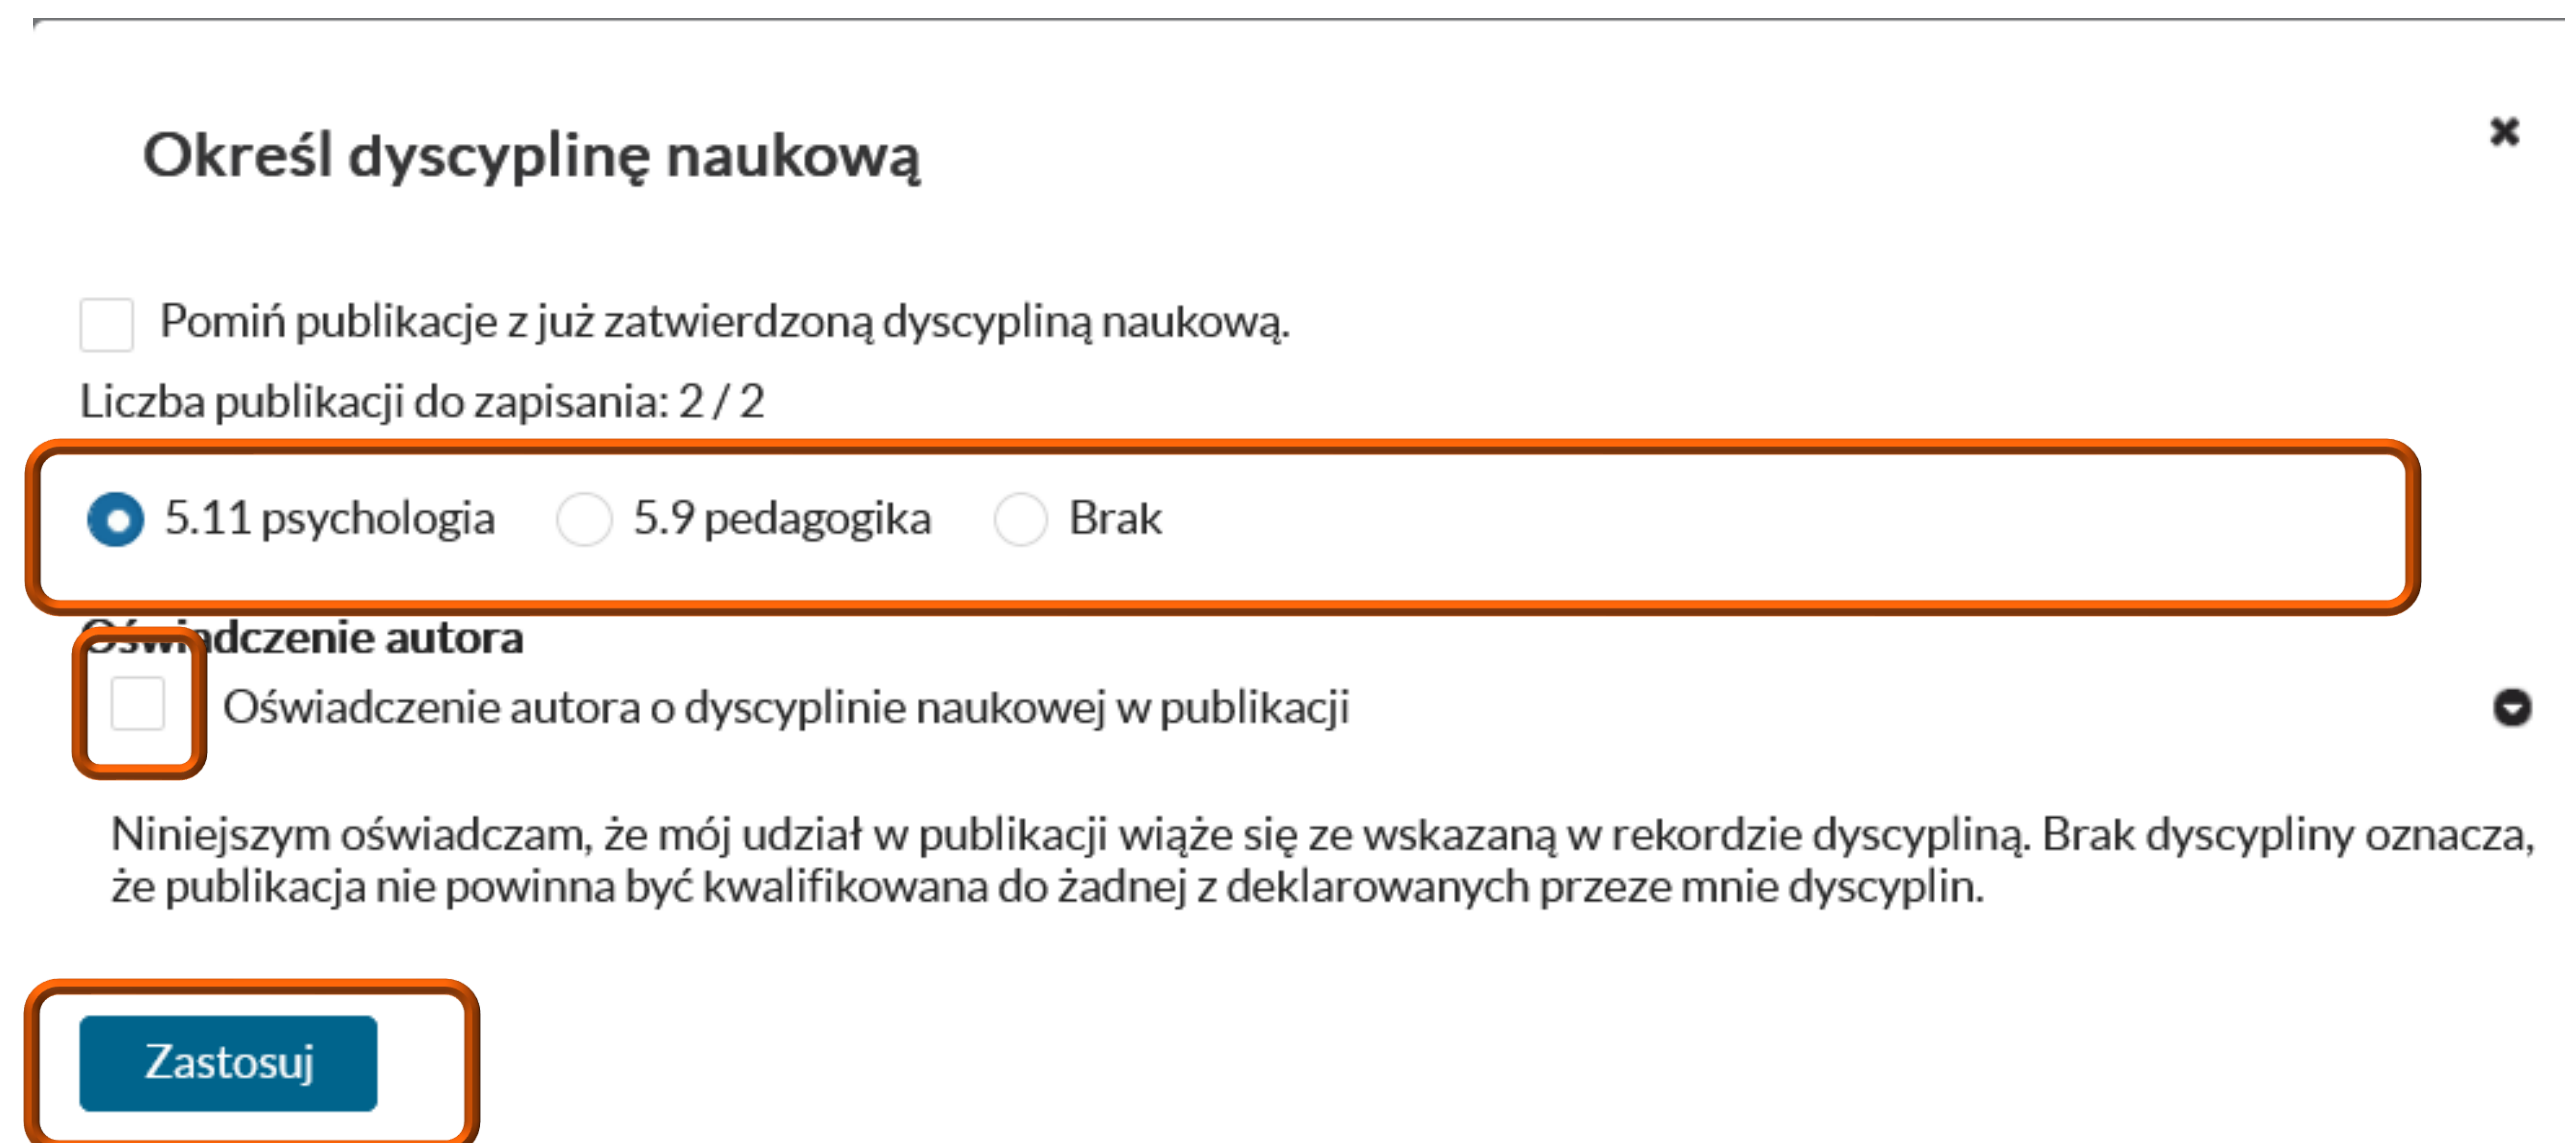 Określ dyscyplinę naukową
Pomiń publikacje z już zatwierdzoną dyscypliną naukową.
Liczba publikacji do zapisania: 2 / 2
5.11 psychologia 5.9 pedagogika Brak
Oświadczenie autora
Oświadczenie autora o dyscyplinie naukowej w publikacji
Niniejszym oświadczam, że mój udział w publikacji wiąże się ze wskazaną w rekordzie dyscypliną. Brak dyscypliny oznacza,
że publikacja nie powinna być kwalifikowana do żadnej z deklarowanych przeze mnie dyscyplin.
Zastosuj